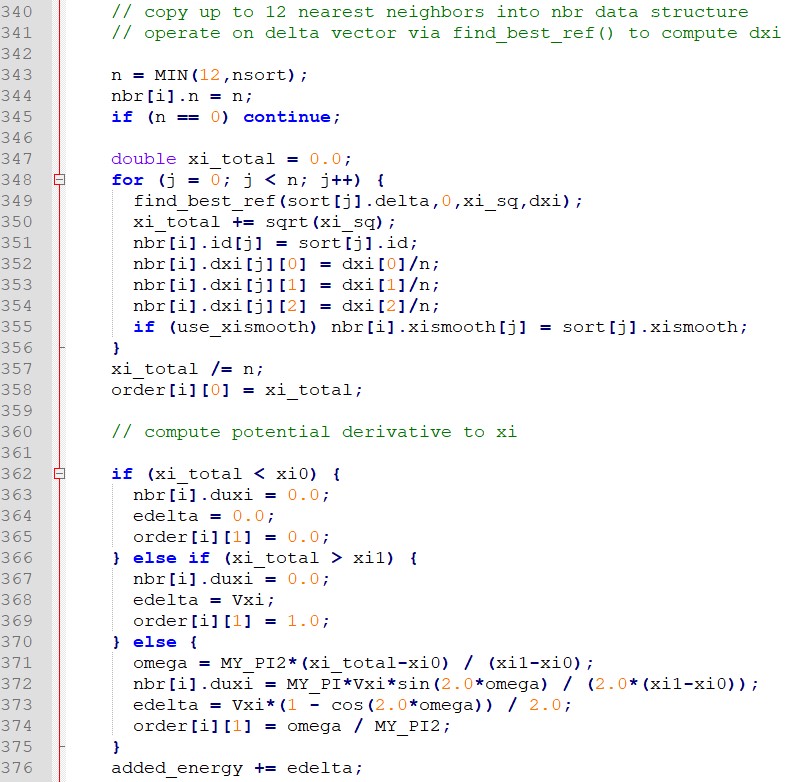 340 // copy up to 12 nearest neighbors into nbr data structure
341 // operate on delta vector via find_best_ref() to compute dxi
342
343 n = MIN(12,nsort);
344 nbr[i].n = n;
345 if (n == 0) continue;
346
347 double xi_total = 0.0;
348 for (j = 0; j < n; j++) {
349 find_best_ref(sort[j].delta,0,xi_sq,dxi);
350 xi_total += sqrt(xi_sq);
351 nbr[i].id[j] = sort[j].id;
352 nbr[i].dxi[j][0] = dxi[0]/n;
353 nbr[i].dxi[j][1] = dxi[1]/n;
354 nbr[i].dxi[j][2] = dxi[2]/n;
355 if (use_xismooth) nbr[i].xismooth[j] = sort[j].xismooth;
356 }
357 xi_total /= n;
358 order[i][0] = xi_total;
359
360 // compute potential derivative to xi
361
362 if (xi_total < xi0) {
363 nbr[i].duxi = 0.0;
364 edelta = 0.0;
365 order[i][1] = 0.0;
366 } else if (xi_total > xi1) {
367 nbr[i].duxi = 0.0;
368 edelta = Vxi;
369 order[i][1] = 1.0;
370 } else {
371 omega = MY_PI2*(xi_total-xi0) / (xi1-xi0);
372 nbr[i].duxi = MY_PI*Vxi*sin(2.0*omega) / (2.0*(xi1-xi0));
373 edelta = Vxi*(1 - cos(2.0*omega)) / 2.0;
374 order[i][1] = omega / MY_PI2;
375 }
376 added_energy += edelta;